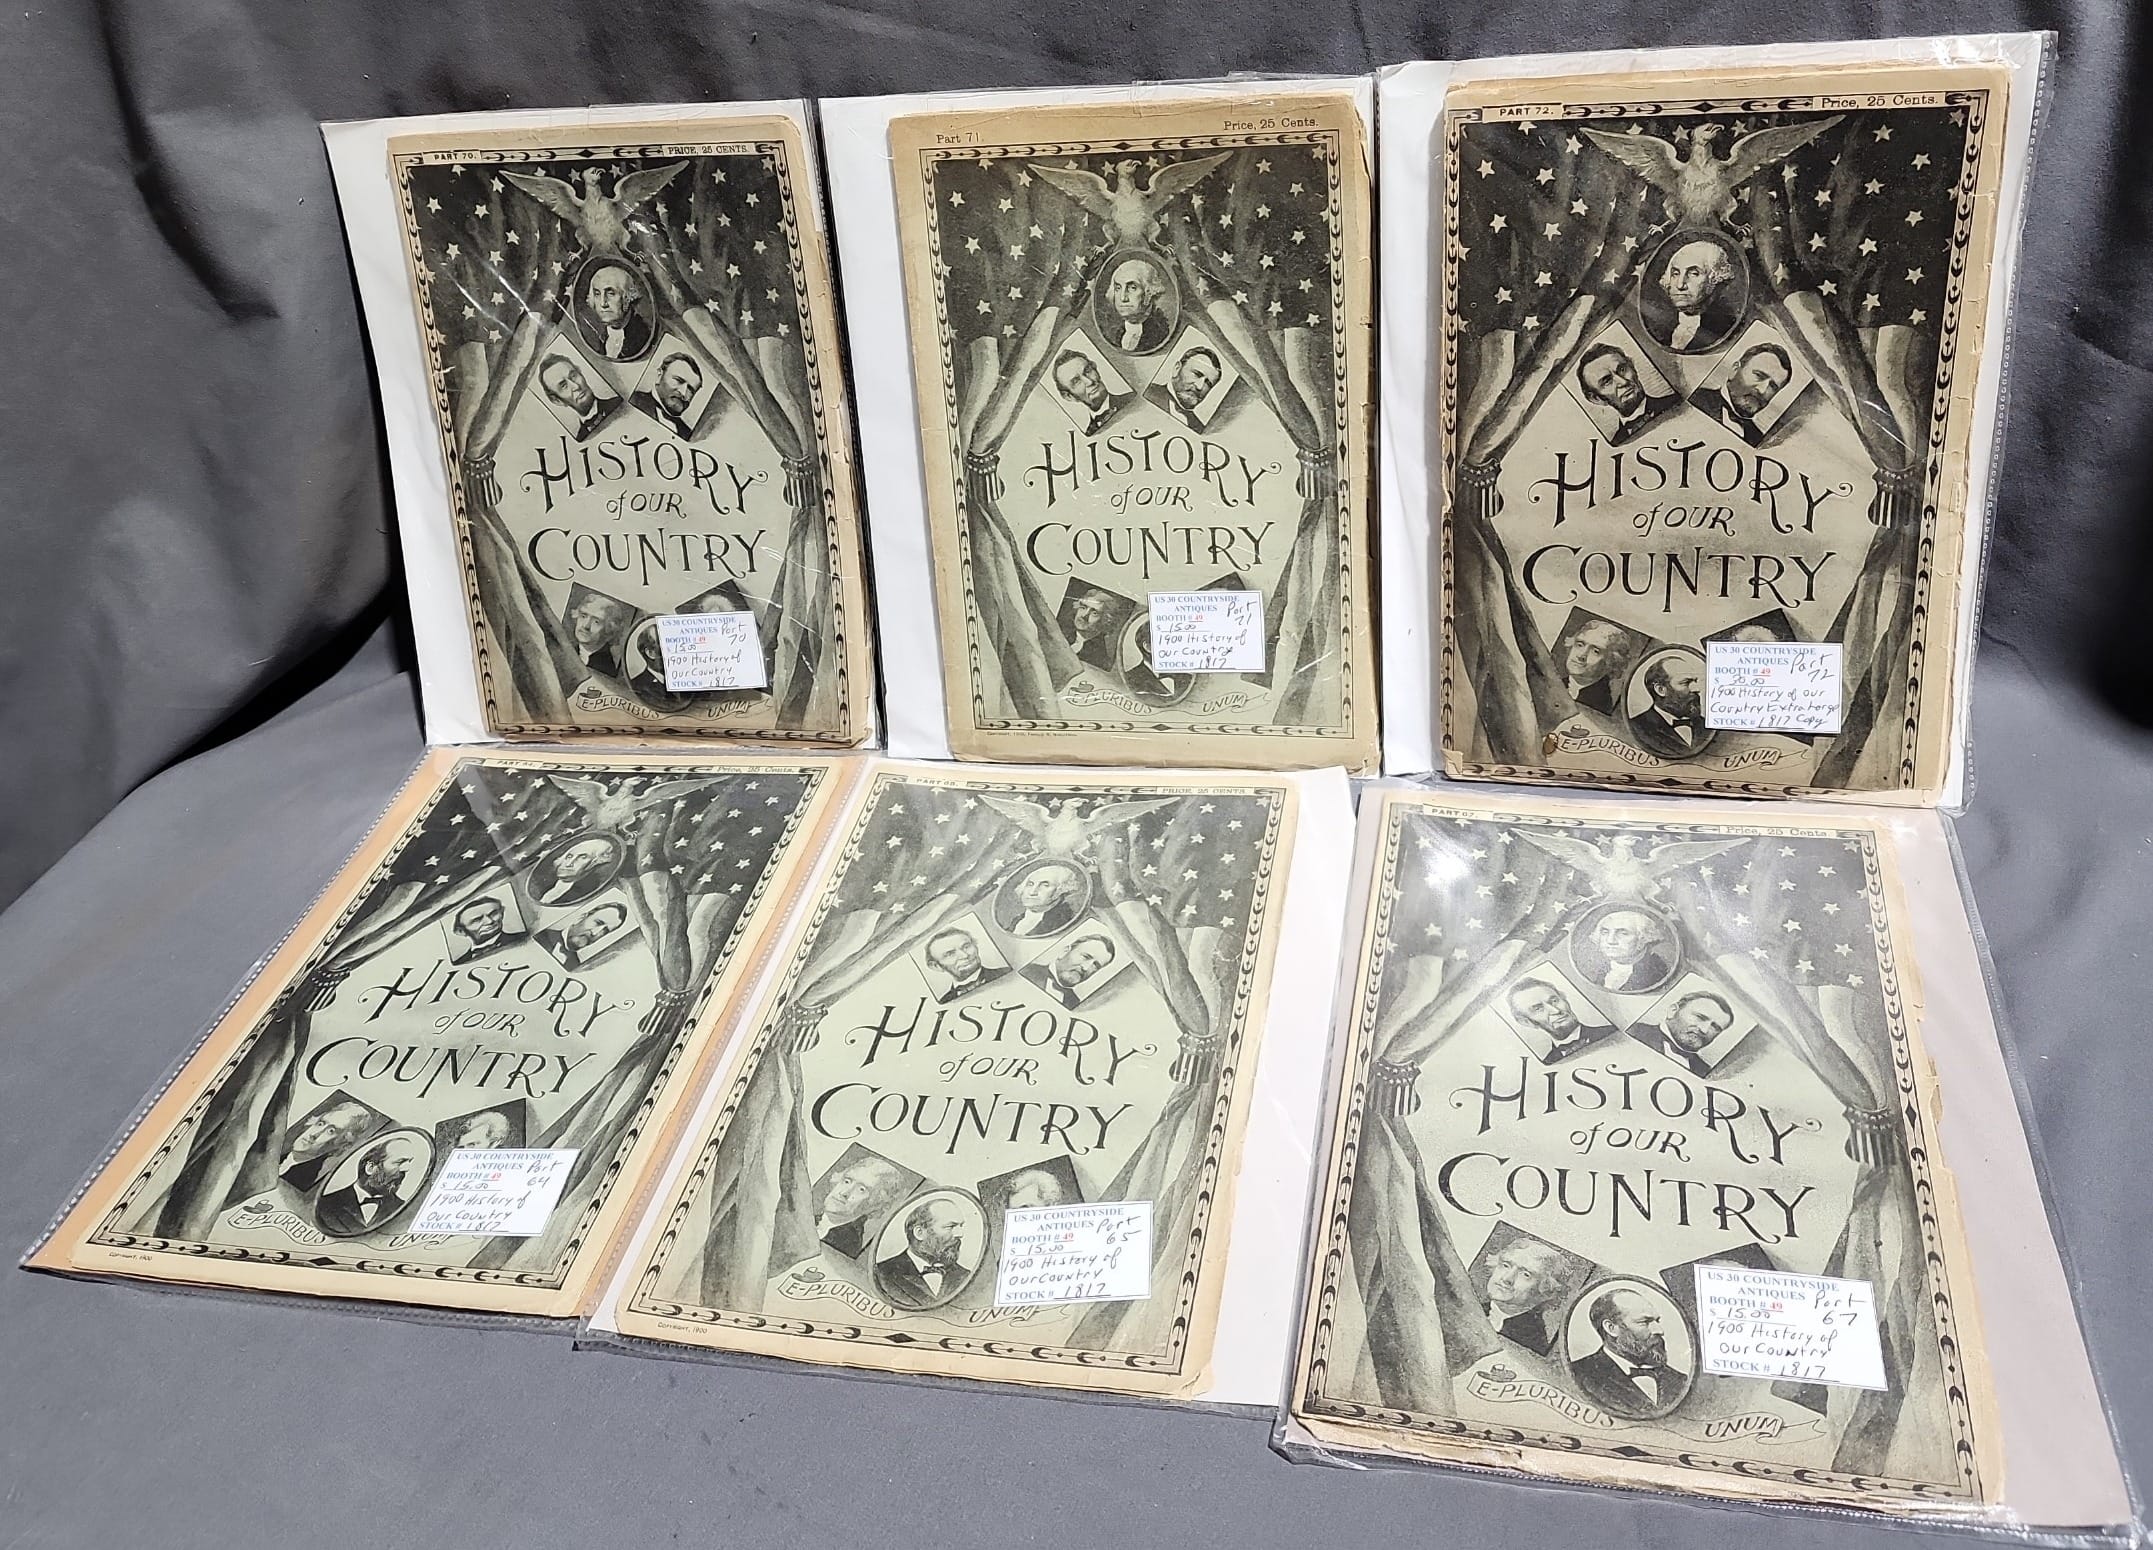 PART 70. PRICE, 25 CENTS.
HISTORY
of OUR
COUNTRY
US 30 COUNTRYSIDE
ANTIQUES Part
BOOTH # 49 70
$ 15.00
1900 History of
Our Country
STOCK # 1817
E-PLURIBUS UNUM
Part 71. Price, 25 Cents.
HISTORY
of OUR
COUNTRY
US 30 COUNTRYSIDE
ANTIQUES Part
BOOTH # 49 71
$ 15.00
1900 History of
Our Country
STOCK # 1817
E-PLURIBUS UNUM
PART 72. Price, 25 Cents.
HISTORY
of OUR
COUNTRY
US 30 COUNTRYSIDE
ANTIQUES Part
BOOTH # 49 72
$ 30.00
1900 History of Our
Country Extra Large
STOCK # 1817 Copy
E-PLURIBUS UNUM
PART 64. Price, 25 Cents.
HISTORY
of OUR
COUNTRY
US 30 COUNTRYSIDE
ANTIQUES Part
BOOTH # 49 64
$ 15.00
1900 History of
Our Country
STOCK # 1817
E-PLURIBUS UNUM
COPYRIGHT, 1900
PART 65. PRICE, 25 CENTS.
HISTORY
of OUR
COUNTRY
US 30 COUNTRYSIDE
ANTIQUES Part
BOOTH # 49 65
$ 15.00
1900 History of
Our Country
STOCK # 1817
E-PLURIBUS UNUM
COPYRIGHT, 1900
PART 67. Price, 25 Cents.
HISTORY
of OUR
COUNTRY
US 30 COUNTRYSIDE
ANTIQUES Part
BOOTH # 49 67
$ 15.00
1900 History of
Our Country
STOCK # 1817
E-PLURIBUS UNUM